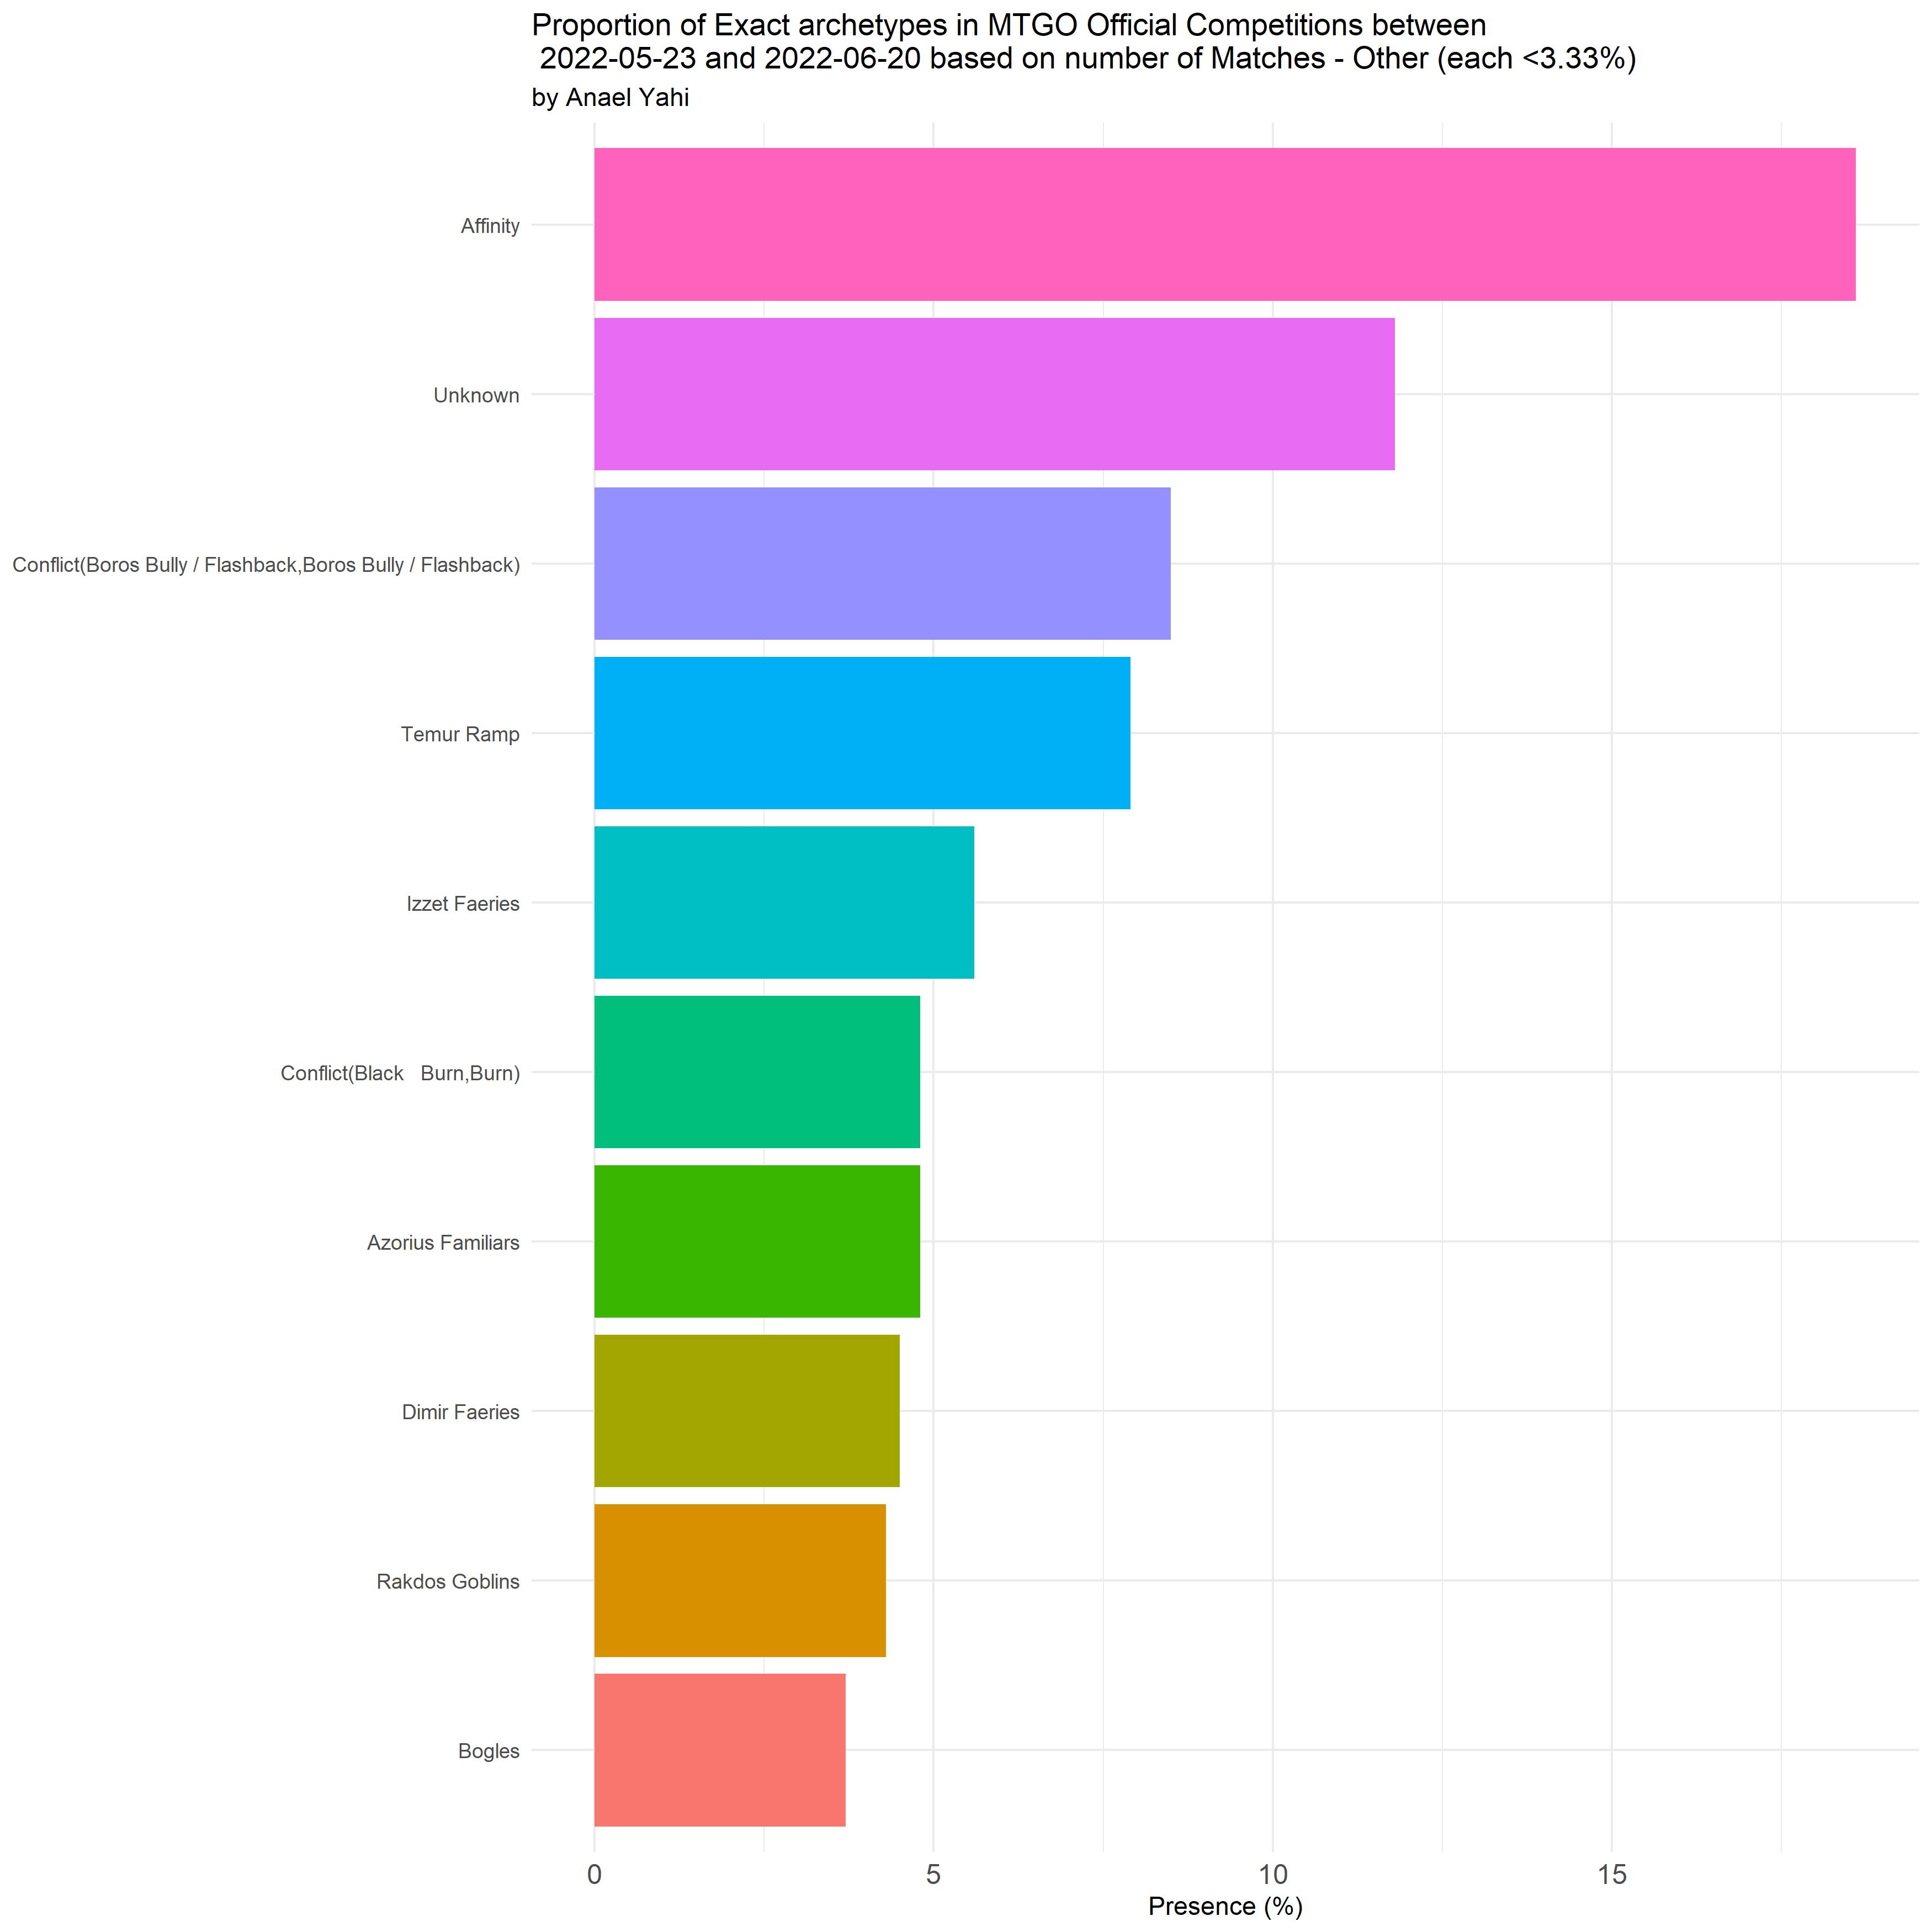 Proportion of Exact archetypes in MTGO Official Competitions between
2022-05-23 and 2022-06-20 based on number of Matches - Other (each <3.33%)
by Anael Yahi
Affinity
Unknown
Conflict(Boros Bully / Flashback,Boros Bully / Flashback)
Temur Ramp
Izzet Faeries
Conflict(Black   Burn,Burn)
Azorius Familiars
Dimir Faeries
Rakdos Goblins
Bogles
0 5 10 15
Presence (%)